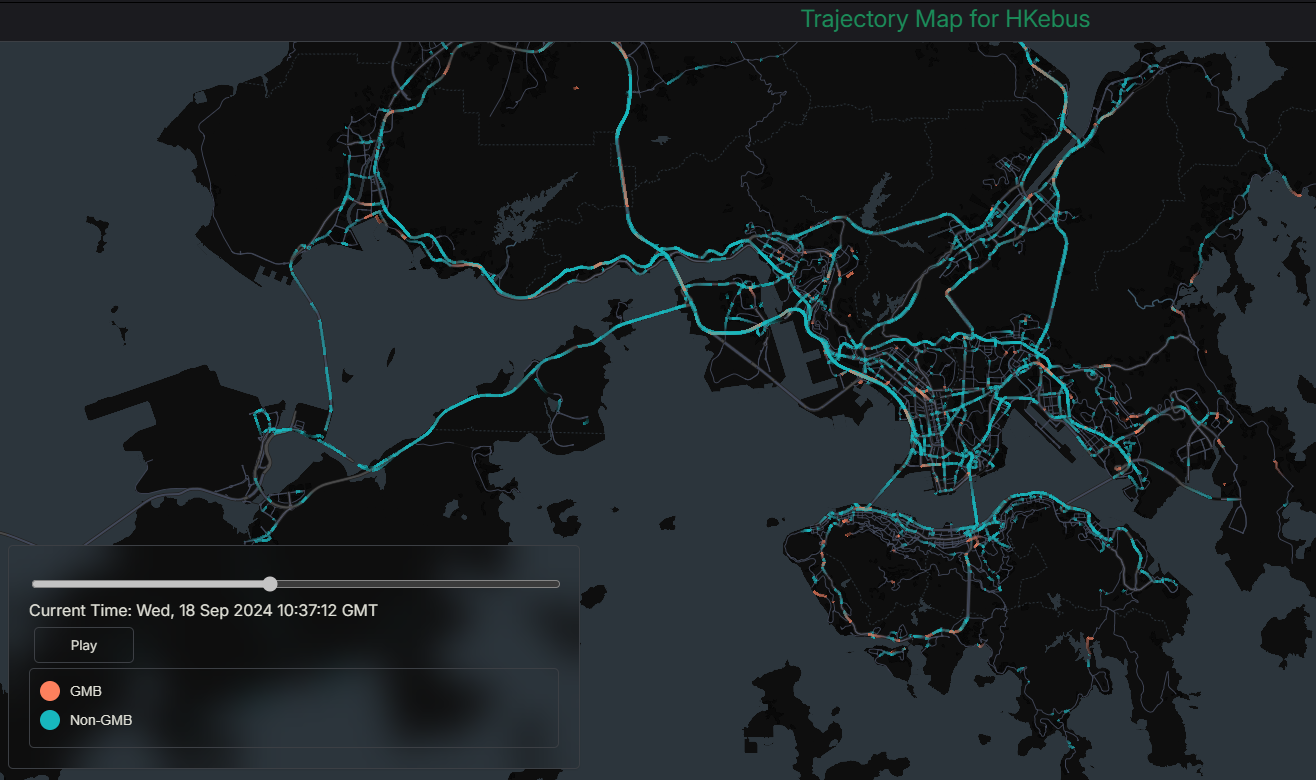 Trajectory Map for HKebus
Current Time: Wed, 18 Sep 2024 10:37:12 GMT
Play
GMB
Non-GMB